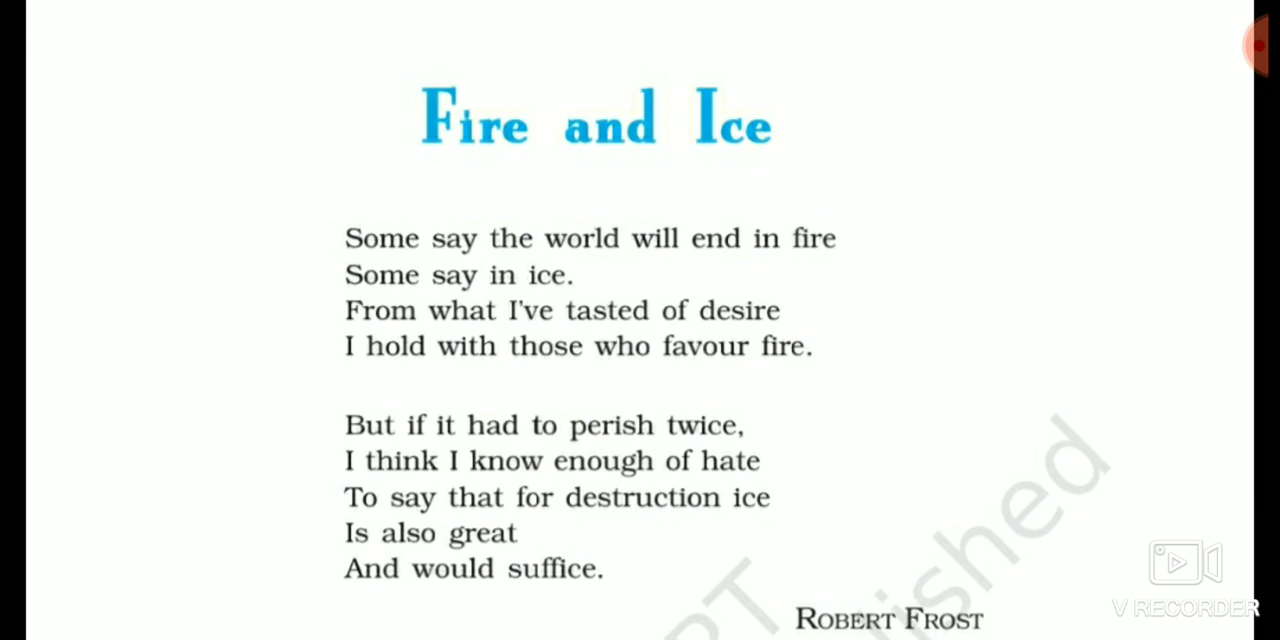 Fire and Ice
Some say the world will end in fire
Some say in ice.
From what I've tasted of desire
I hold with those who favour fire.
But if it had to perish twice,
I think I know enough of hate
To say that for destruction ice
Is also great
And would suffice.
ROBERT FROST
V RECORDER